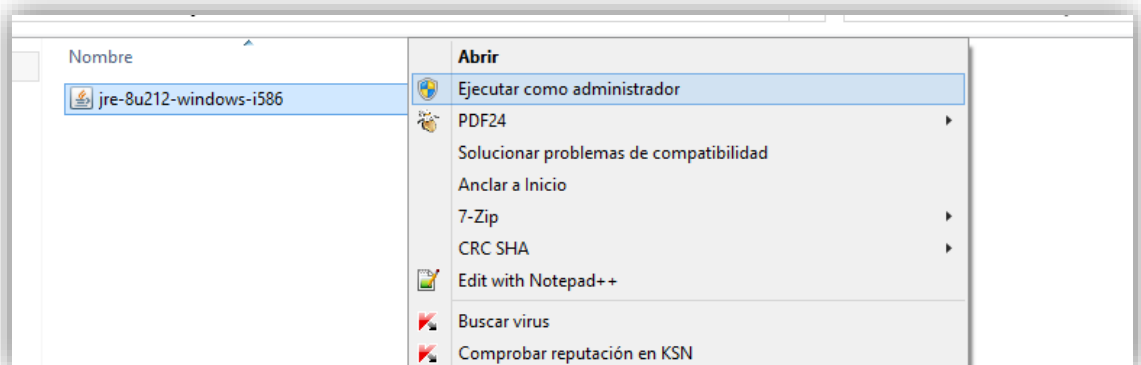 Nombre
jre-8u212-windows-i586
Abrir
Ejecutar como administrador
PDF24
Solucionar problemas de compatibilidad
Anclar a Inicio
7-Zip
CRC SHA
Edit with Notepad++
Buscar virus
Comprobar reputación en KSN